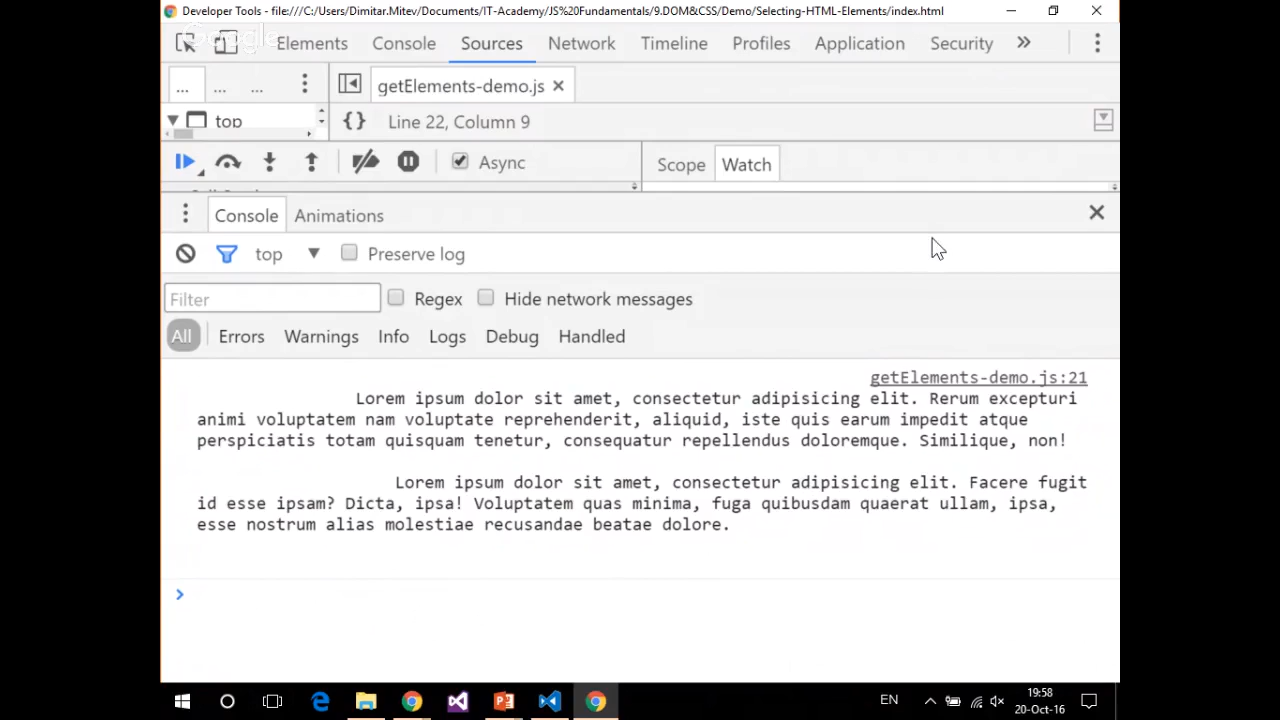 Developer Tools - file:///C:/Users/Dimitar.Mitev/Documents/IT-Academy/JS%20Fundamentals/9.DOM&CSS/Demo/Selecting-HTML-Elements/index.html
Google
Elements Console Sources Network Timeline Profiles Application Security »
... ... ... getElements-demo.js ×
top {} Line 22, Column 9
Async Scope Watch
Console Animations
top Preserve log
Filter Regex Hide network messages
All Errors Warnings Info Logs Debug Handled
getElements-demo.js:21
Lorem ipsum dolor sit amet, consectetur adipisicing elit. Rerum excepturi
animi voluptatem nam voluptate reprehenderit, aliquid, iste quis earum impedit atque
perspiciatis totam quisquam tenetur, consequatur repellendus doloremque. Similique, non!
Lorem ipsum dolor sit amet, consectetur adipisicing elit. Facere fugit
id esse ipsam? Dicta, ipsa! Voluptatem quas minima, fuga quibusdam quaerat ullam, ipsa,
esse nostrum alias molestiae recusandae beatae dolore.
>
EN 19:58
20-Oct-16